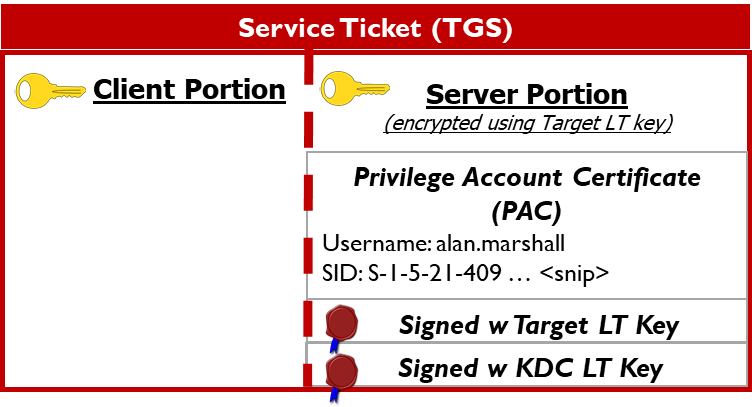 Service Ticket (TGS)
Client Portion
Server Portion
(encrypted using Target LT key)
Privilege Account Certificate
(PAC)
Username: alan.marshall
SID: S-1-5-21-409 … <snip>
Signed w Target LT Key
Signed w KDC LT Key